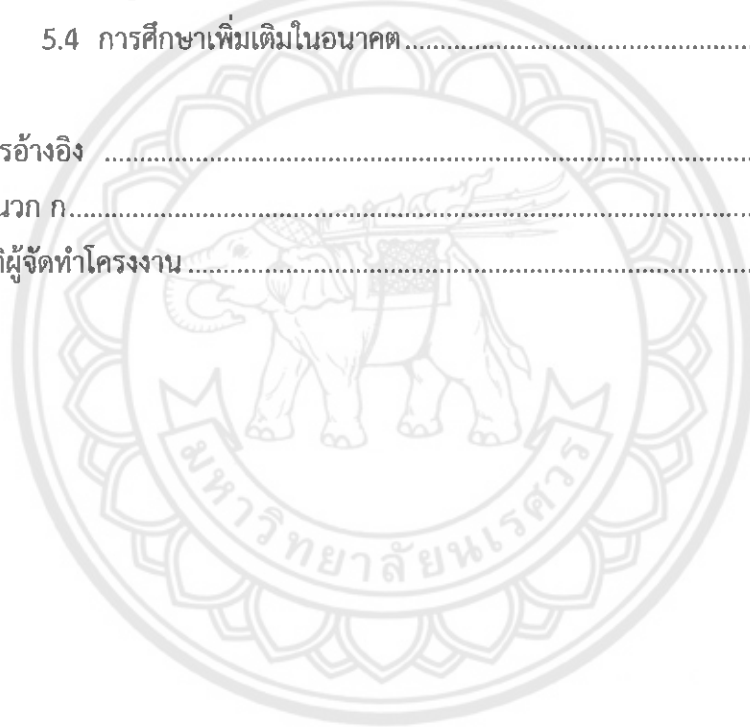 5.4 การศึกษาเพิ่มเติมในอนาคต ........................................................
รอ้างอิง ........................................................................................
นวก ก............................................................................................
ผู้จัดทำโครงงาน ..........................................................................
มหาวิทยาลัยนเรศวร